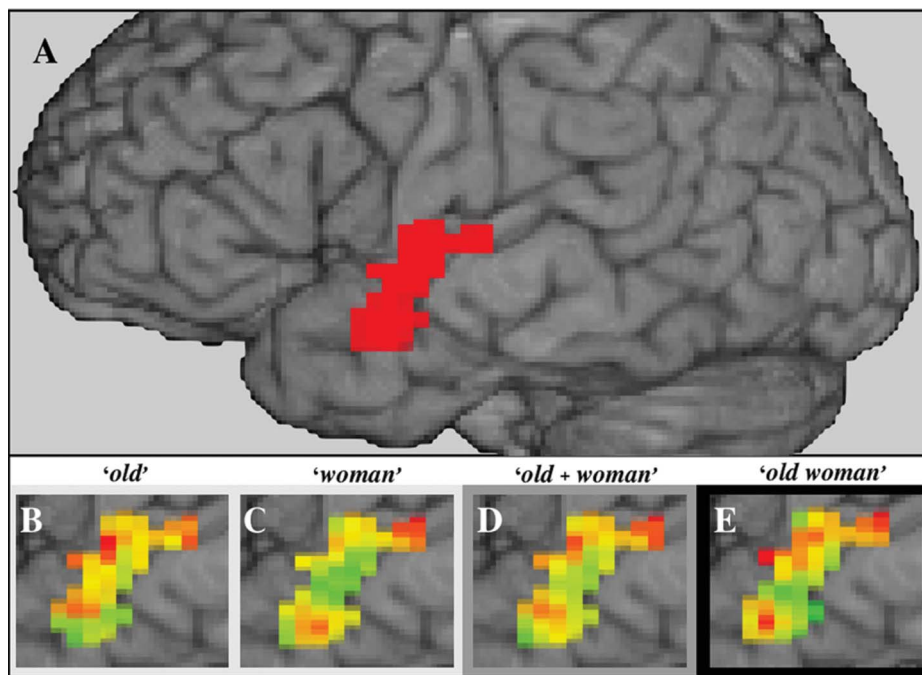 A
‘old’ ‘woman’ ‘old + woman’ ‘old woman’
B C D E